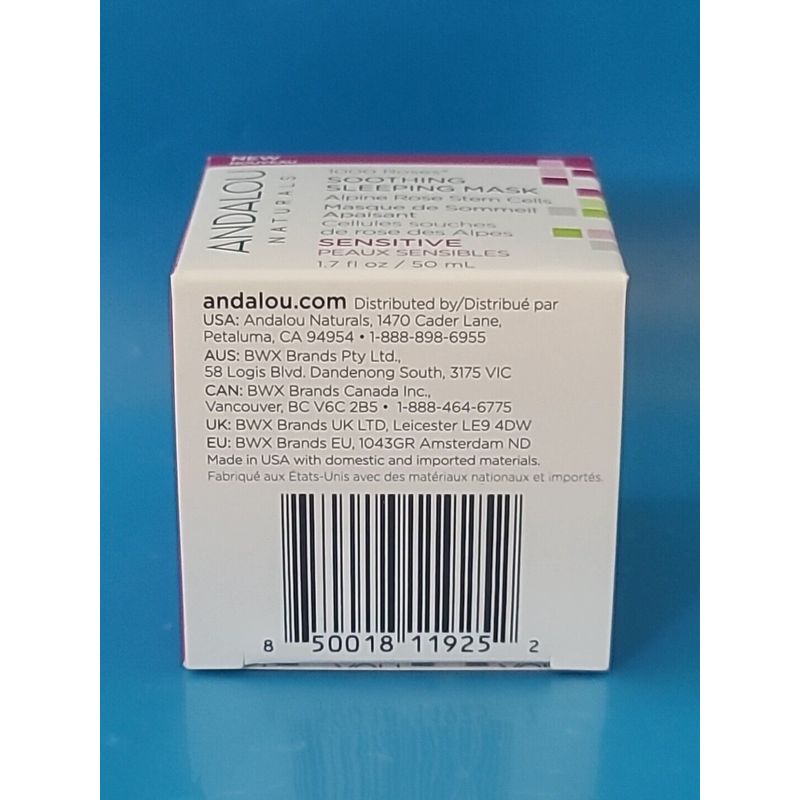 NEW
NOUVEAU
ANDALOU
NATURALS
1000 Roses®
SOOTHING
SLEEPING MASK
Alpine Rose Stem Cells
Masque de Sommeil
Apaisant
Cellules souches
de rose des Alpes
SENSITIVE
PEAUX SENSIBLES
1.7 fl oz / 50 mL
andalou.com Distributed by/Distribué par
USA: Andalou Naturals, 1470 Cader Lane,
Petaluma, CA 94954 • 1-888-898-6955
AUS: BWX Brands Pty Ltd.,
58 Logis Blvd. Dandenong South, 3175 VIC
CAN: BWX Brands Canada Inc.,
Vancouver, BC V6C 2B5 • 1-888-464-6775
UK: BWX Brands UK LTD, Leicester LE9 4DW
EU: BWX Brands EU, 1043GR Amsterdam ND
Made in USA with domestic and imported materials.
Fabriqué aux États-Unis avec des matériaux nationaux et importés.
8 50018 11925 2